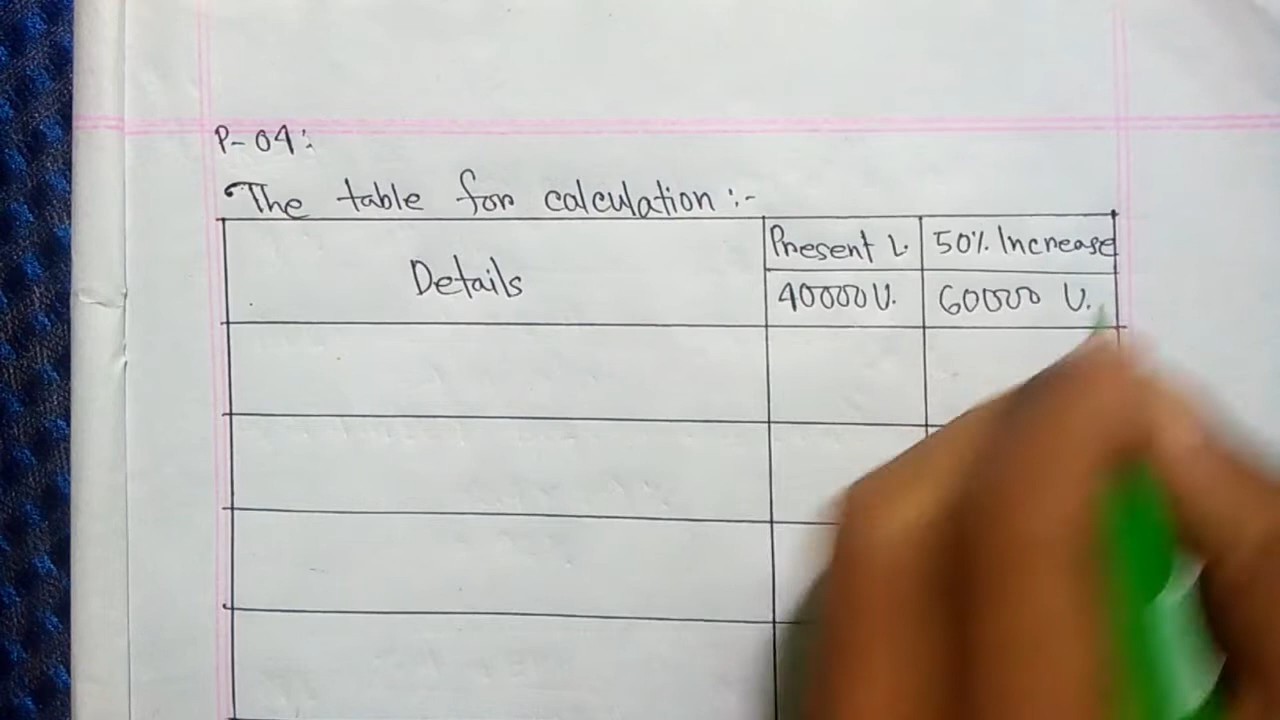 P-04:
The table for calculation :-
Details
Present L.
50% Increase
40000 U.
60000 U.